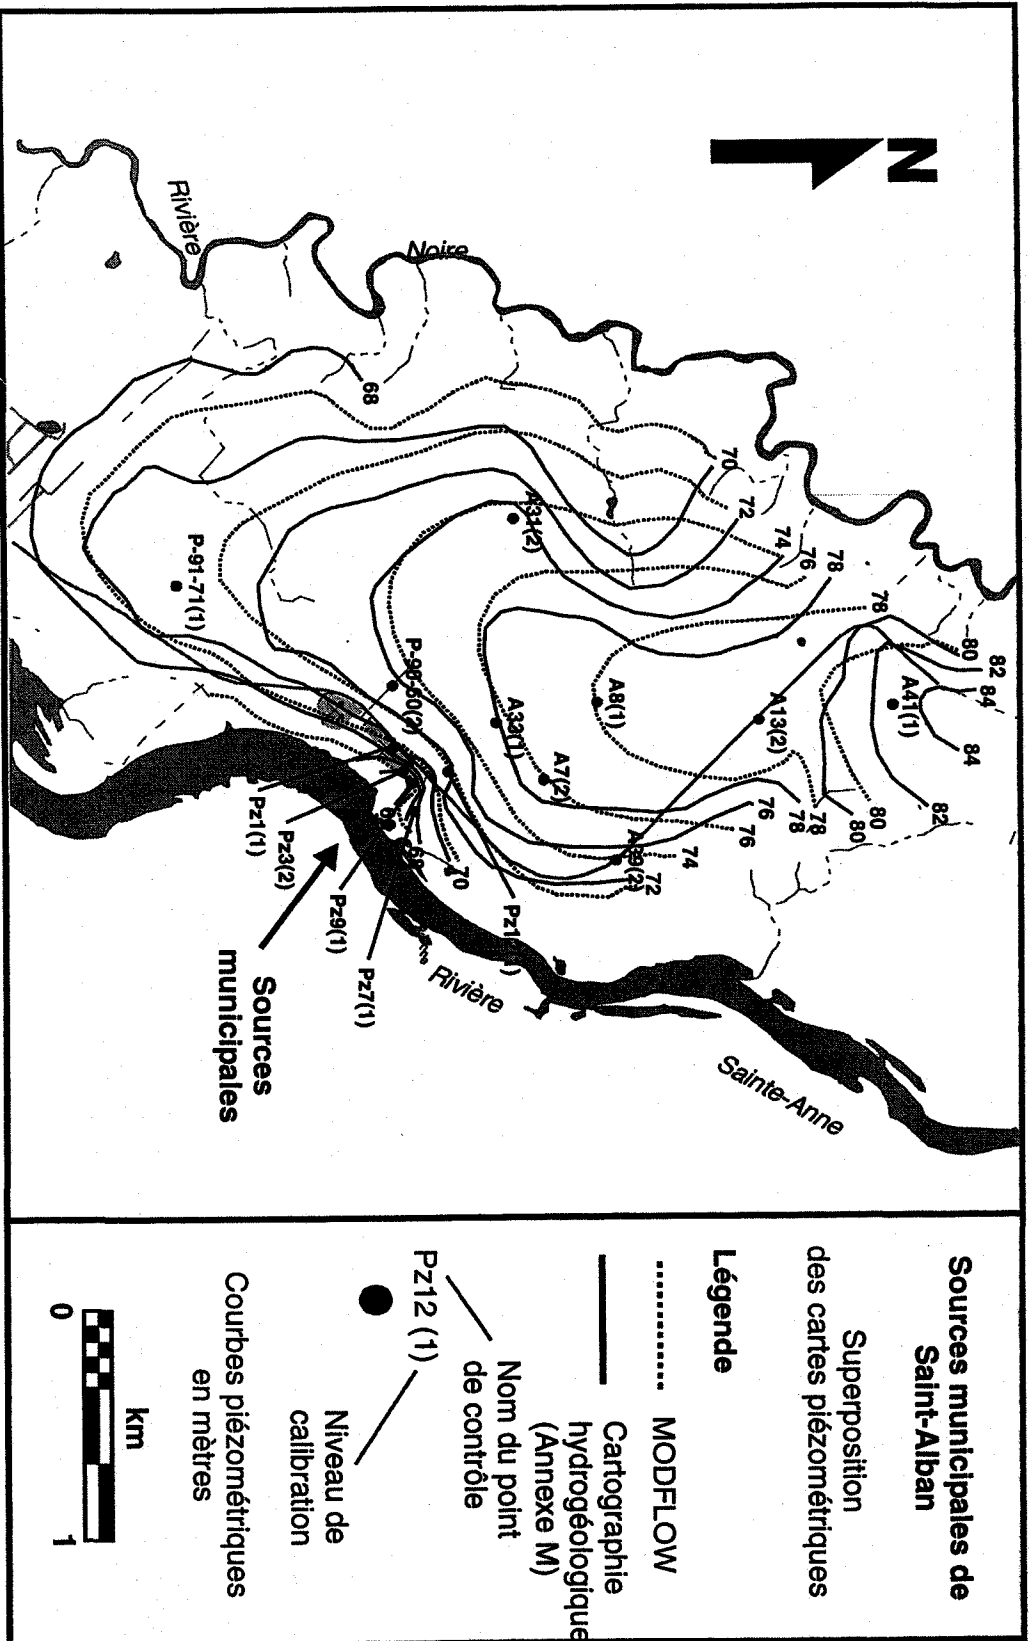 N
Rivière
Noire
68
70
72
74
76
78
78
80
82
84
84
82
80
80
78
78
76
76
74
72
70
68
A31(2)
P-91-71(1)
P-90-60(2)
A33(1)
A8(1)
A7(2)
A13(2)
A41(1)
A39(2)
Pz1(1)
Pz3(2)
Pz9(1)
Pz7(1)
Sources
municipales
Rivière
Sainte-Anne
Sources municipales de
Saint-Alban
Superposition
des cartes piézométriques
Légende
MODFLOW
Cartographie
hydrogéologique
(Annexe M)
Pz12 (1)
Nom du point
de contrôle
Niveau de
calibration
Courbes piézométriques
en mètres
km
0 1